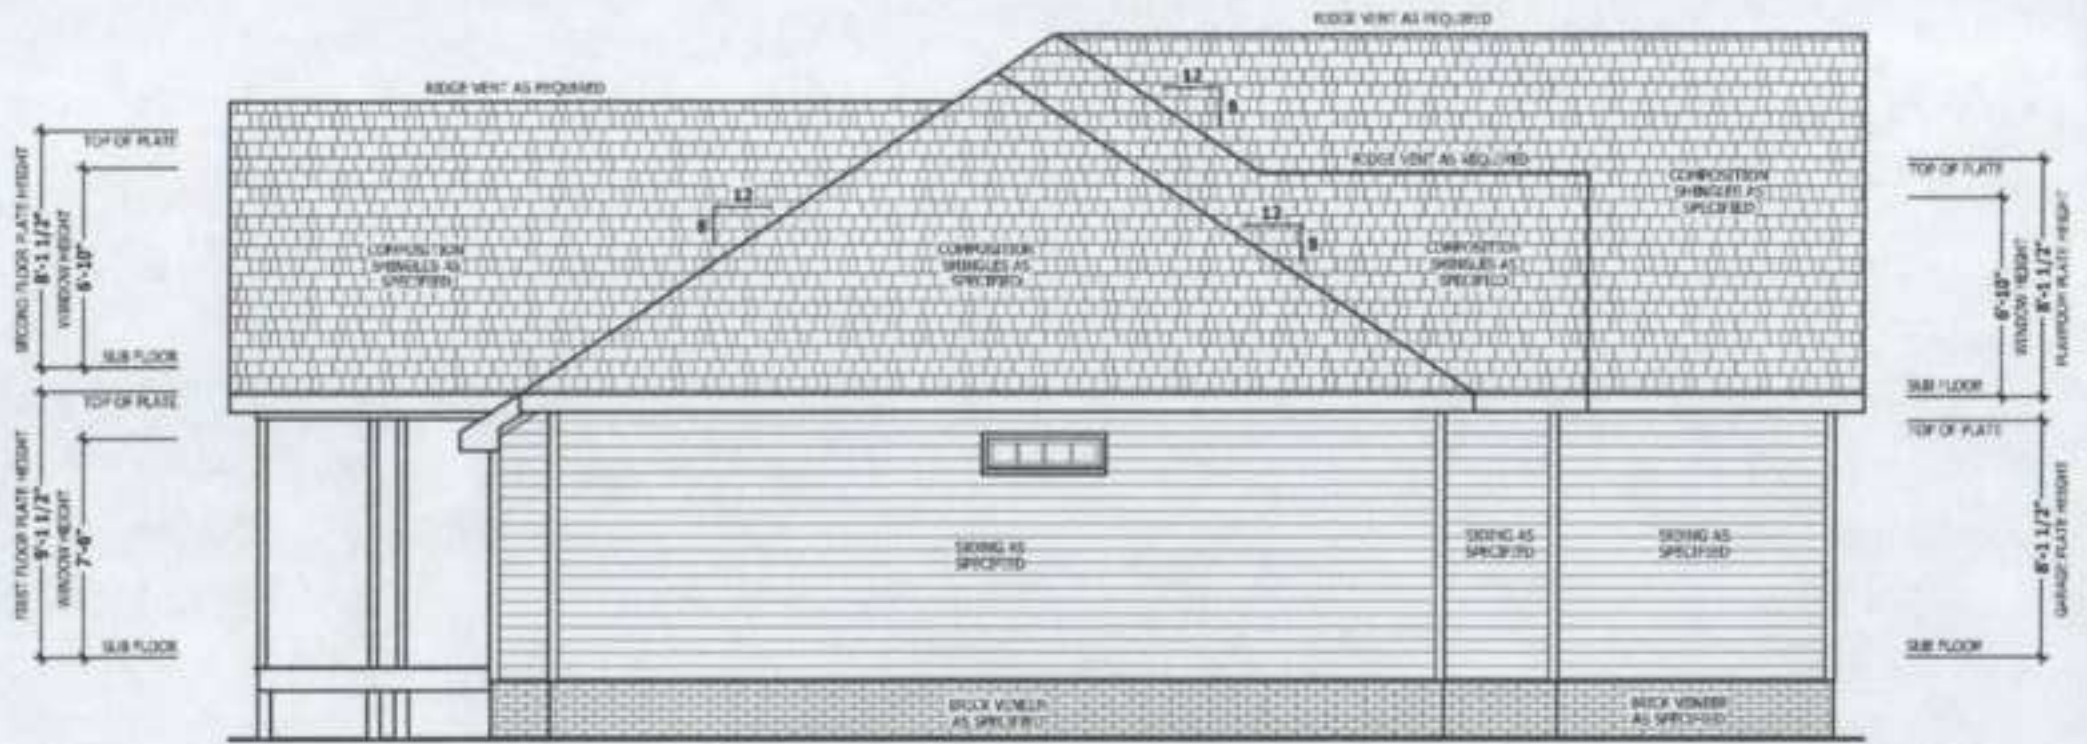 RIDGE VENT AS REQUIRED
RIDGE VENT AS REQUIRED
12
8
RIDGE VENT AS REQUIRED
TOP OF PLATE
SECOND FLOOR PLATE HEIGHT
8'-1 1/2"
WINDOW HEIGHT
6'-10"
SUB FLOOR
12
8
12
8
COMPOSITION
SHINGLES AS
SPECIFIED
COMPOSITION
SHINGLES AS
SPECIFIED
COMPOSITION
SHINGLES AS
SPECIFIED
COMPOSITION
SHINGLES AS
SPECIFIED
TOP OF PLATE
6'-10"
WINDOW HEIGHT
8'-1 1/2"
PLAYROOM PLATE HEIGHT
SUB FLOOR
TOP OF PLATE
FIRST FLOOR PLATE HEIGHT
9'-1 1/2"
WINDOW HEIGHT
7'-6"
SUB FLOOR
SIDING AS
SPECIFIED
SIDING AS
SPECIFIED
SIDING AS
SPECIFIED
TOP OF PLATE
8'-1 1/2"
GARAGE PLATE HEIGHT
SUB FLOOR
BRICK VENEER
AS SPECIFIED
BRICK VENEER
AS SPECIFIED